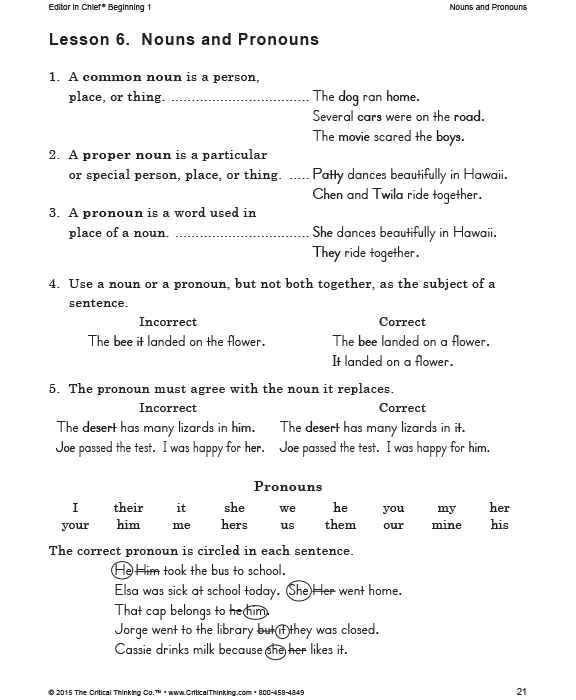 Editor in Chief® Beginning 1 Nouns and Pronouns
Lesson 6. Nouns and Pronouns
1. A common noun is a person,
place, or thing. .................................. The dog ran home.
Several cars were on the road.
The movie scared the boys.
2. A proper noun is a particular
or special person, place, or thing. ..... Patty dances beautifully in Hawaii.
Chen and Twila ride together.
3. A pronoun is a word used in
place of a noun. ................................. She dances beautifully in Hawaii.
They ride together.
4. Use a noun or a pronoun, but not both together, as the subject of a
sentence.
Incorrect Correct
The bee it landed on the flower. The bee landed on a flower.
It landed on a flower.
5. The pronoun must agree with the noun it replaces.
Incorrect Correct
The desert has many lizards in him. The desert has many lizards in it.
Joe passed the test. I was happy for her. Joe passed the test. I was happy for him.
Pronouns
I their it she we he you my her
your him me hers us them our mine his
The correct pronoun is circled in each sentence.
He Him took the bus to school.
Elsa was sick at school today. She Her went home.
That cap belongs to he him.
Jorge went to the library but it they was closed.
Cassie drinks milk because she her likes it.
© 2015 The Critical Thinking Co.™ • www.CriticalThinking.com • 800-458-4849 21